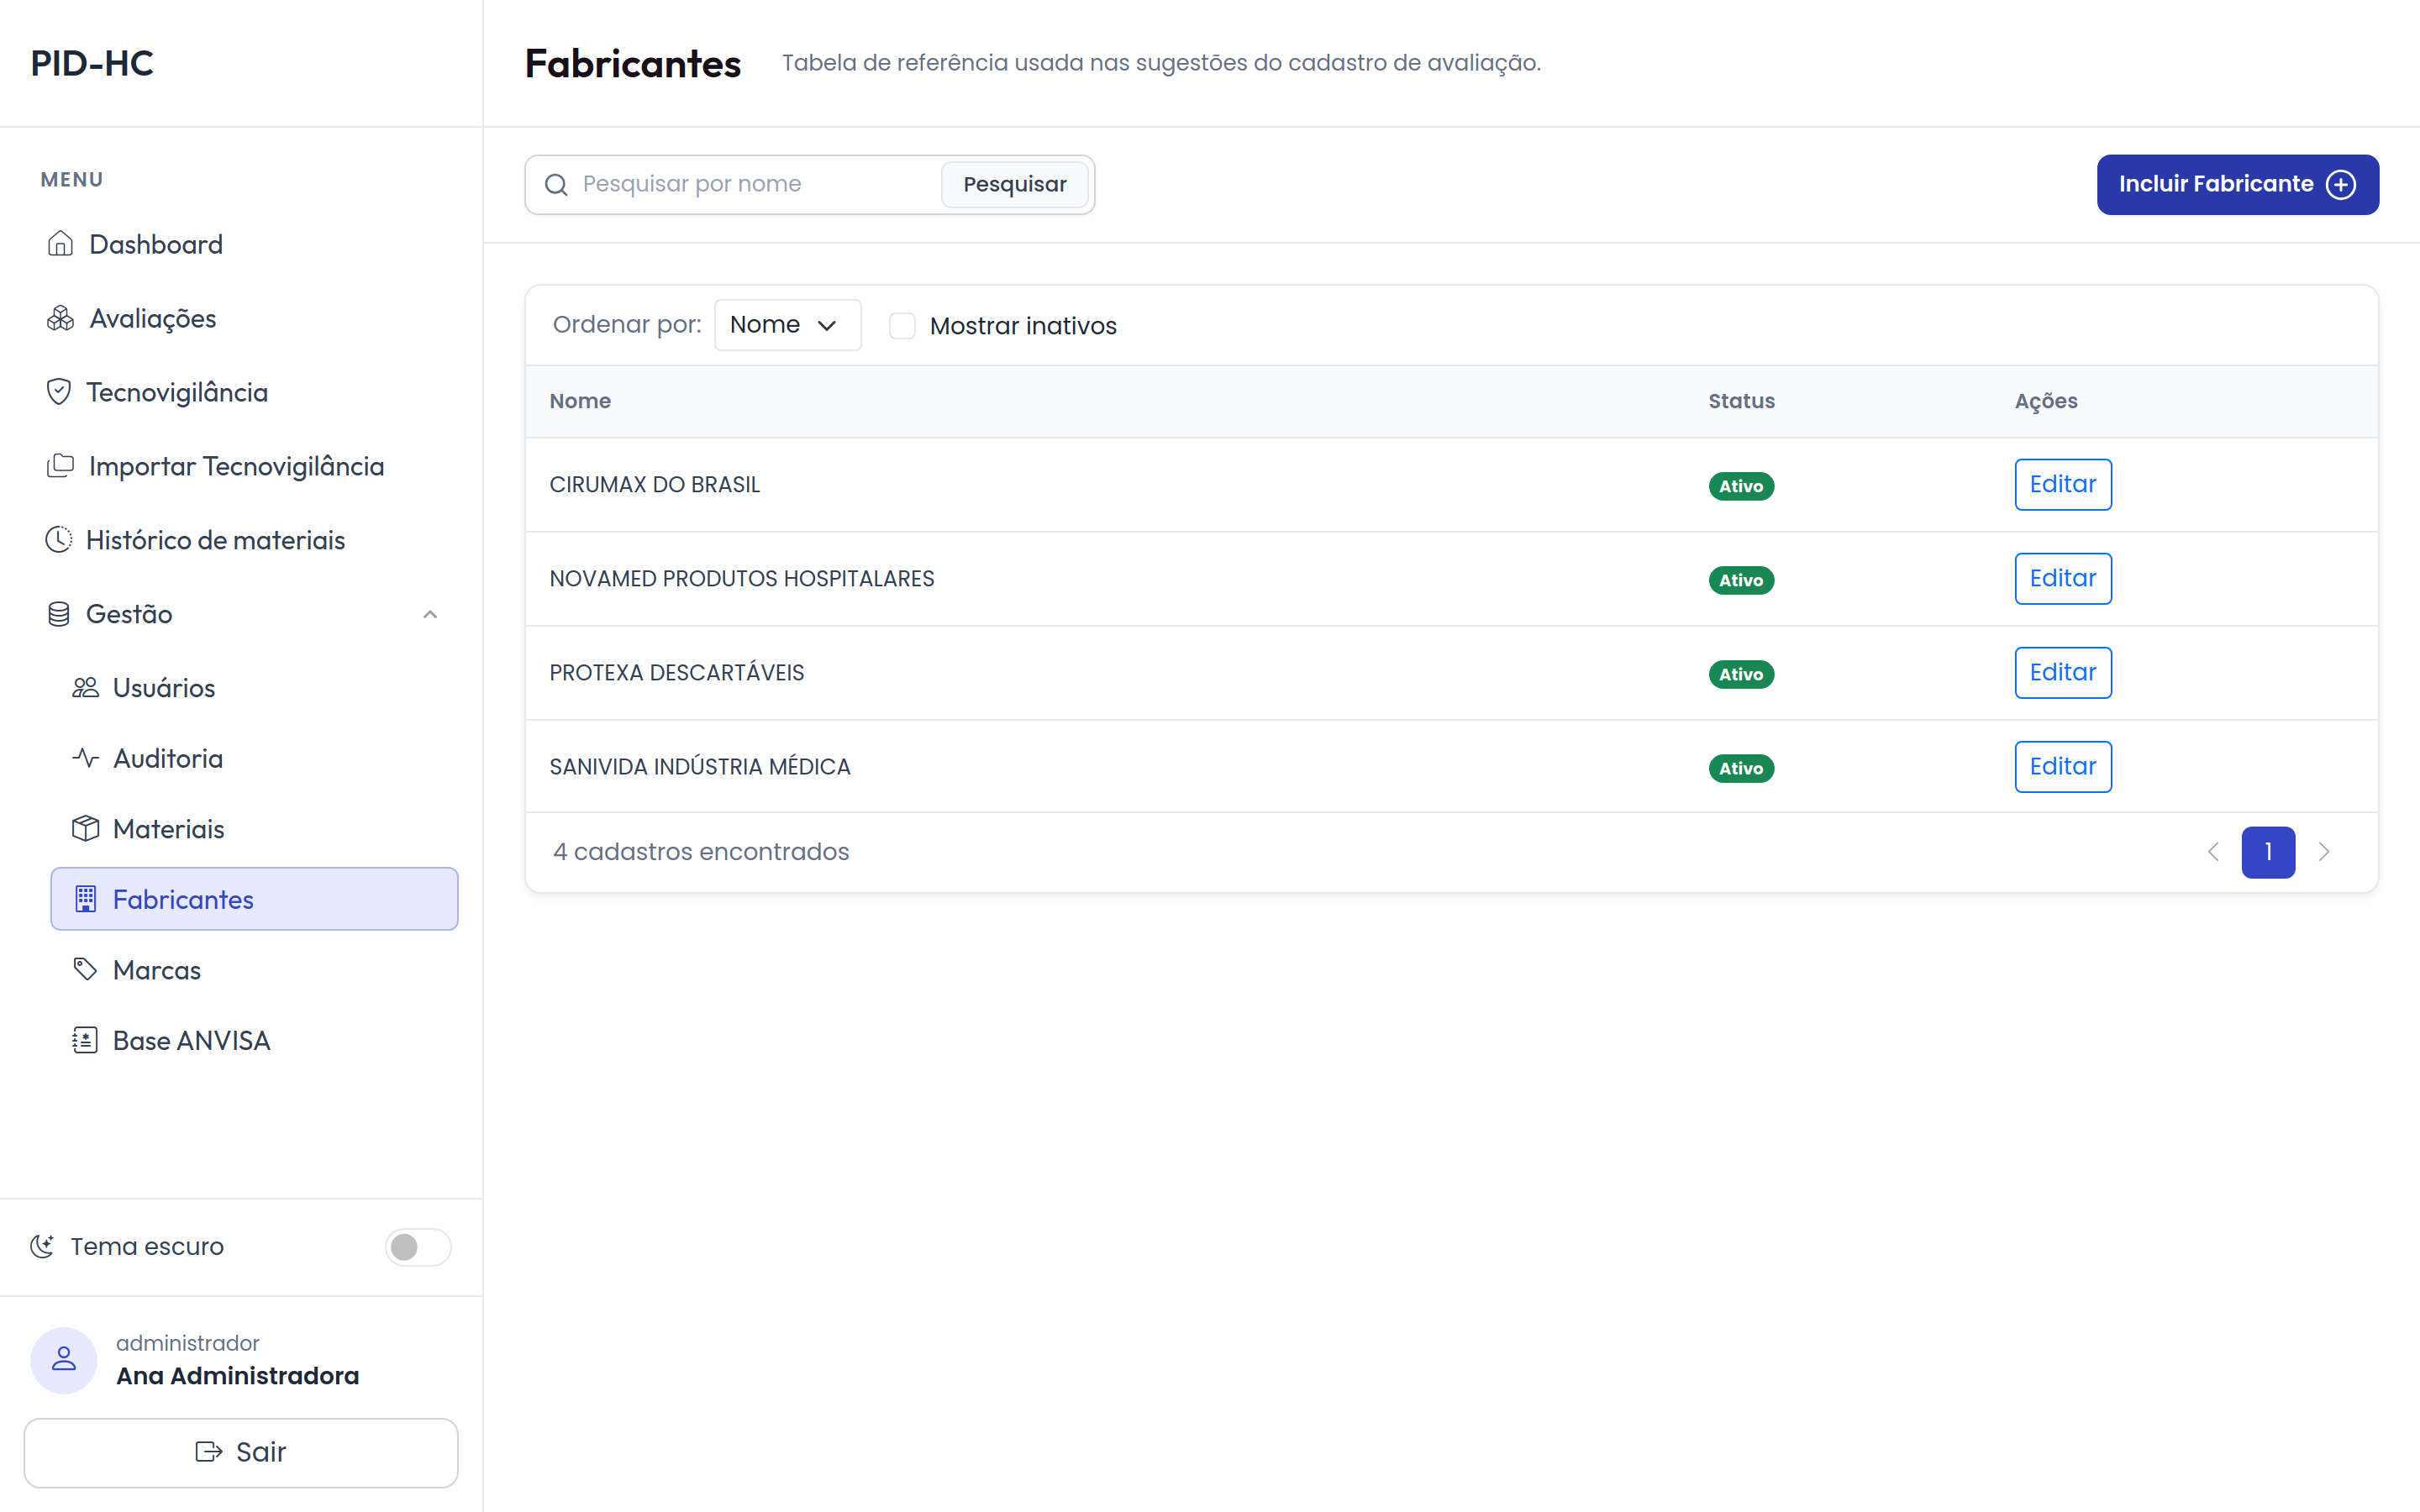 PID-HC
MENU
Dashboard
Avaliações
Tecnovigilância
Importar Tecnovigilância
Histórico de materiais
Gestão
Usuários
Auditoria
Materiais
Fabricantes
Marcas
Base ANVISA
Tema escuro
administrador
Ana Administradora
Sair
Fabricantes
Tabela de referência usada nas sugestões do cadastro de avaliação.
Pesquisar por nome
Pesquisar
Incluir Fabricante
Ordenar por: Nome
Mostrar inativos
Nome Status Ações
CIRUMAX DO BRASIL Ativo Editar
NOVAMED PRODUTOS HOSPITALARES Ativo Editar
PROTEXA DESCARTÁVEIS Ativo Editar
SANIVIDA INDÚSTRIA MÉDICA Ativo Editar
4 cadastros encontrados
1